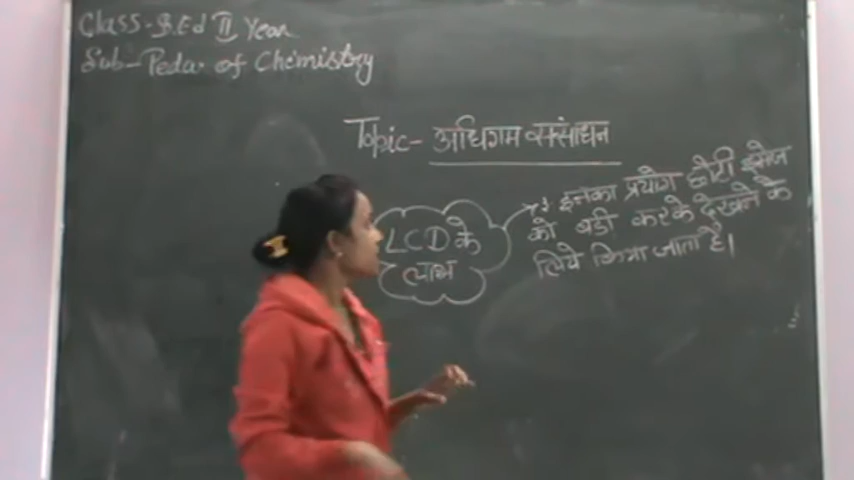 Class-B.Ed II Year
Sub-Peda. of Chemistry
Topic- अधिगम संसाधन
LCD के
लाभ
इनका प्रयोग छोटी इमेज
को बडी करके देखने के
लिये किया जाता है।